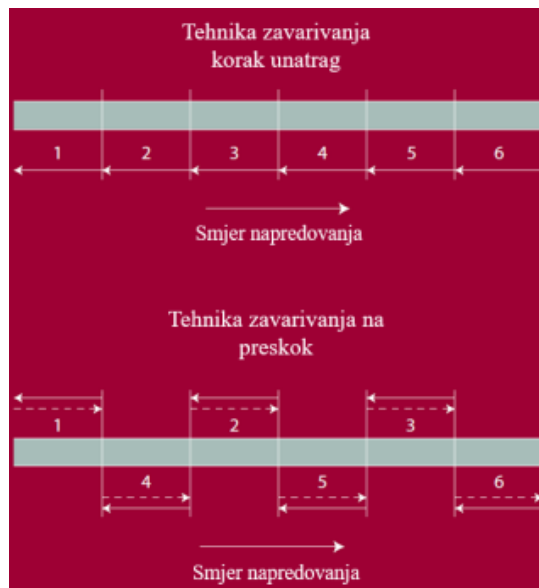 Tehnika zavarivanja
korak unatrag
1 2 3 4 5 6
Smjer napredovanja
Tehnika zavarivanja na
preskok
1 2 3
4 5 6
Smjer napredovanja